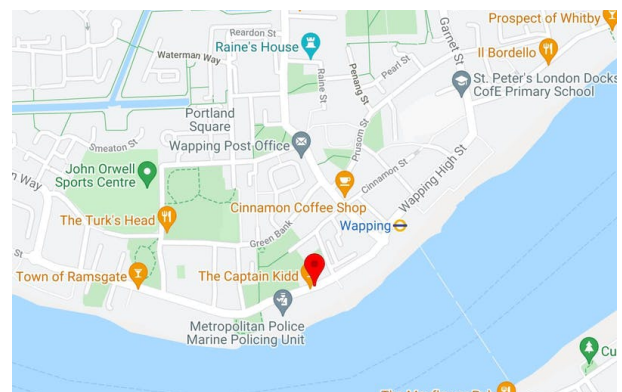 Prospect of Whitby
Reardon St
Garnet St
Raine's House
Waterman Way
Il Bordello
Pearl St
Raine St
Penang St
St. Peter's London Docks
CofE Primary School
Portland
Square
Prusom St
Smeaton St
Wapping Post Office
John Orwell
Sports Centre
Cinnamon St
Wapping High St
on Way
Cinnamon Coffee Shop
The Turk's Head
Green Bank
Wapping
St
Town of Ramsgate
The Captain Kidd
Metropolitan Police
Marine Policing Unit
Cu